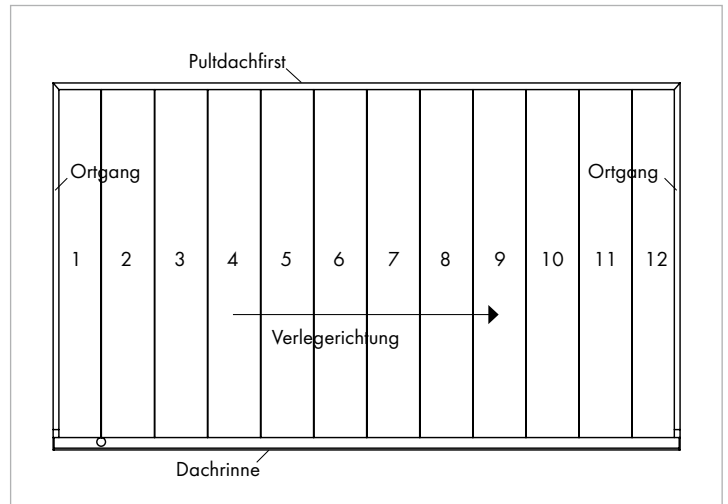 Pultdachfirst
Ortgang Ortgang
1 2 3 4 5 6 7 8 9 10 11 12
Verlegerichtung
Dachrinne